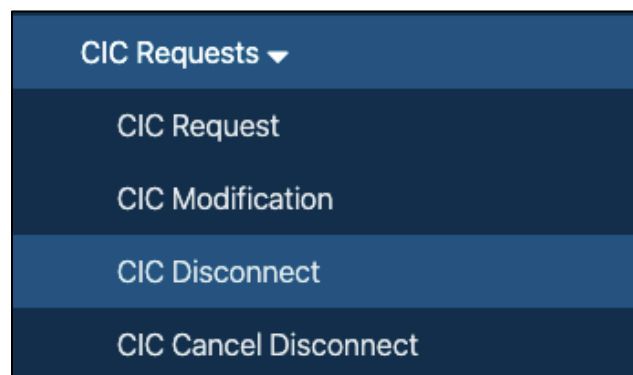 CIC Requests
CIC Request
CIC Modification
CIC Disconnect
CIC Cancel Disconnect